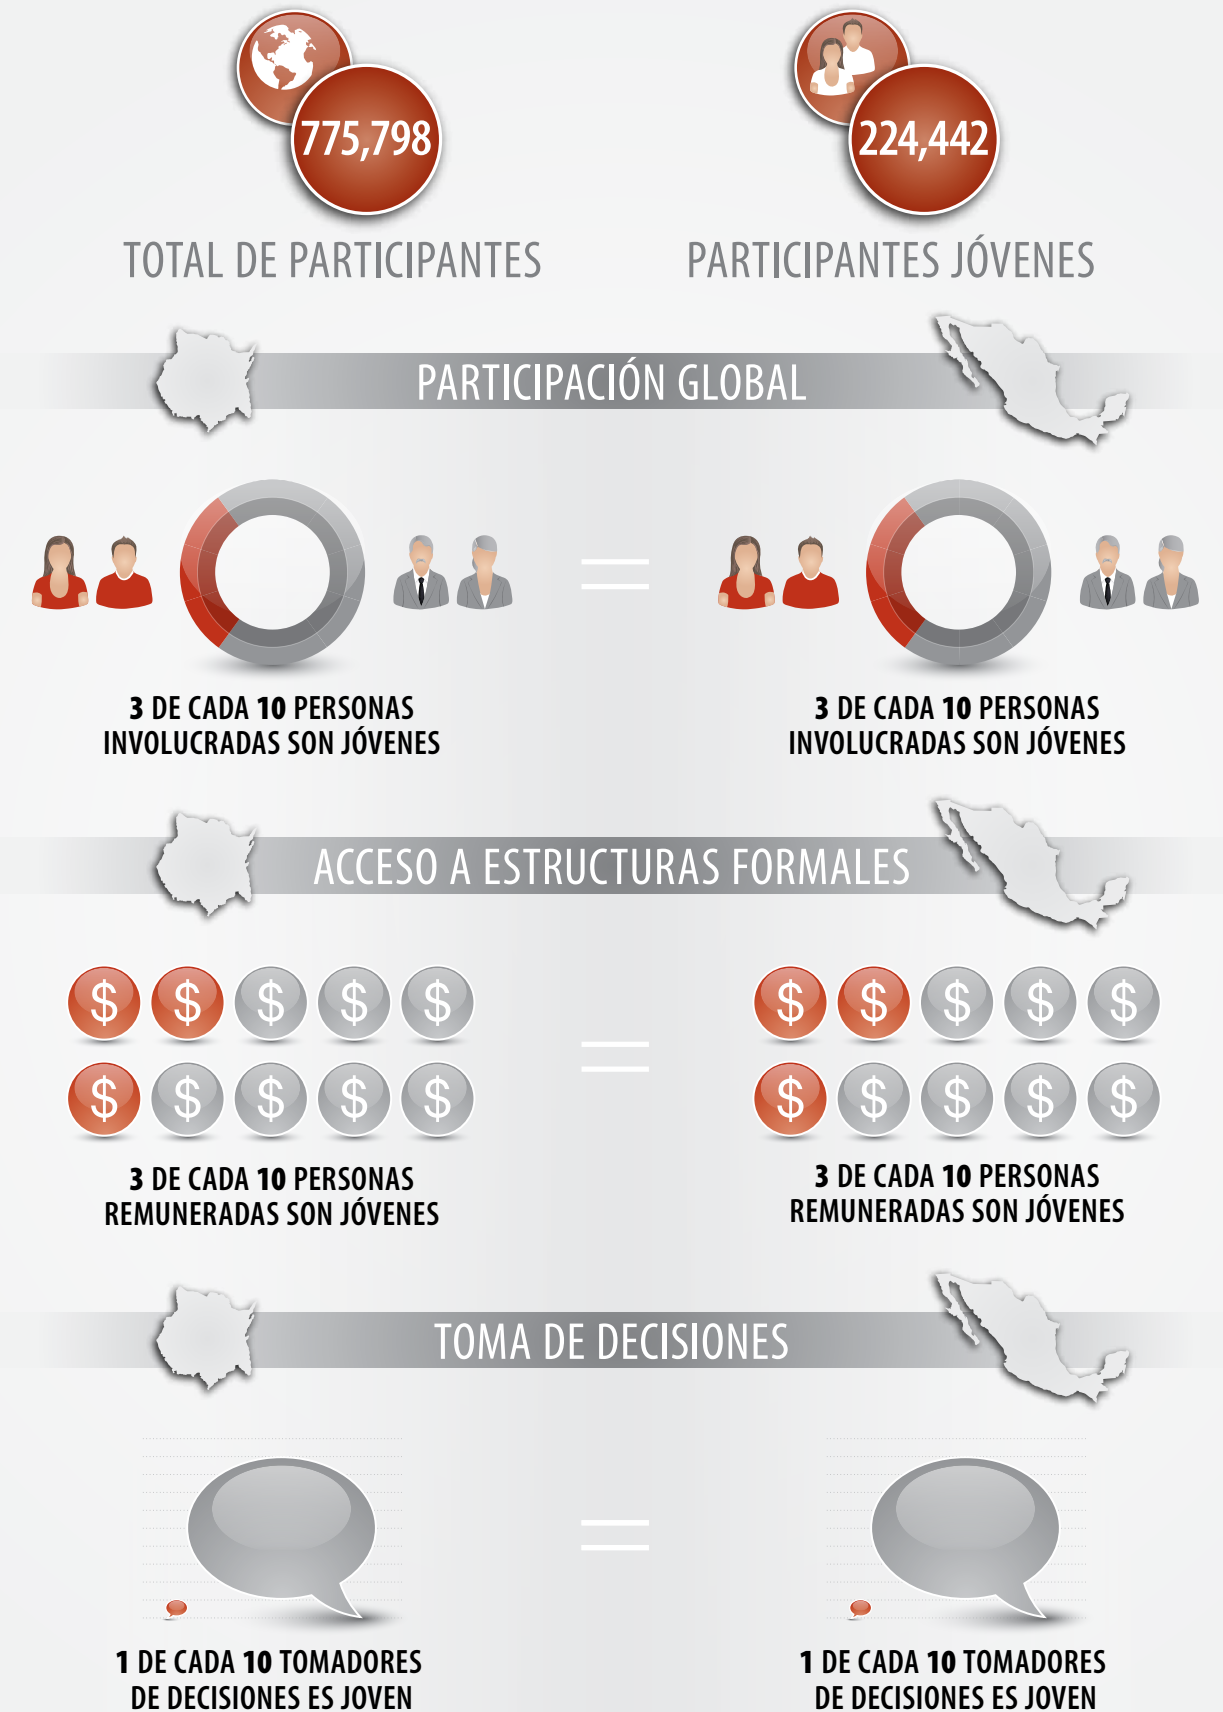 775,798
224,442
TOTAL DE PARTICIPANTES
PARTICIPANTES JÓVENES
PARTICIPACIÓN GLOBAL
3 DE CADA 10 PERSONAS
INVOLUCRADAS SON JÓVENES
3 DE CADA 10 PERSONAS
INVOLUCRADAS SON JÓVENES
ACCESO A ESTRUCTURAS FORMALES
$ $ $ $ $
$ $ $ $ $
3 DE CADA 10 PERSONAS
REMUNERADAS SON JÓVENES
$ $ $ $ $
$ $ $ $ $
3 DE CADA 10 PERSONAS
REMUNERADAS SON JÓVENES
TOMA DE DECISIONES
1 DE CADA 10 TOMADORES
DE DECISIONES ES JOVEN
1 DE CADA 10 TOMADORES
DE DECISIONES ES JOVEN